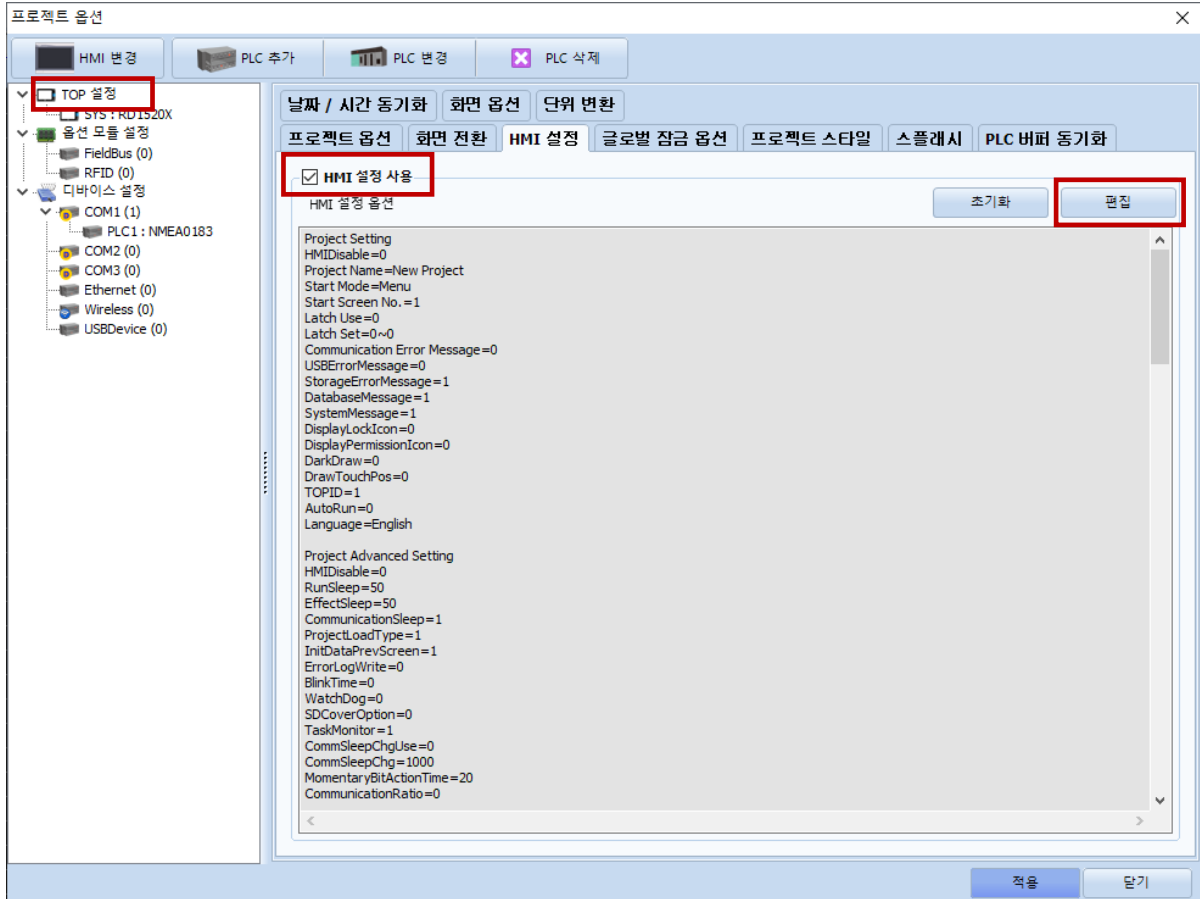 프로젝트 옵션
HMI 변경
PLC 추가
PLC 변경
PLC 삭제
TOP 설정
SYS : RD1520X
옵션 모듈 설정
FieldBus (0)
RFID (0)
디바이스 설정
COM1 (1)
PLC1 : NMEA0183
COM2 (0)
COM3 (0)
Ethernet (0)
Wireless (0)
USBDevice (0)
날짜 / 시간 동기화 화면 옵션 단위 변환
프로젝트 옵션 화면 전환 HMI 설정 글로벌 잠금 옵션 프로젝트 스타일 스플래시 PLC 버퍼 동기화
HMI 설정 사용
HMI 설정 옵션 초기화 편집
Project Setting
HMIDisable=0
Project Name=New Project
Start Mode=Menu
Start Screen No.=1
Latch Use=0
Latch Set=0~0
Communication Error Message=0
USBErrorMessage=0
StorageErrorMessage=1
DatabaseMessage=1
SystemMessage=1
DisplayLockIcon=0
DisplayPermissionIcon=0
DarkDraw=0
DrawTouchPos=0
TOPID=1
AutoRun=0
Language=English
Project Advanced Setting
HMIDisable=0
RunSleep=50
EffectSleep=50
CommunicationSleep=1
ProjectLoadType=1
InitDataPrevScreen=1
ErrorLogWrite=0
BlinkTime=0
WatchDog=0
SDCoverOption=0
TaskMonitor=1
CommSleepChgUse=0
CommSleepChg=1000
MomentaryBitActionTime=20
CommunicationRatio=0
적용 닫기